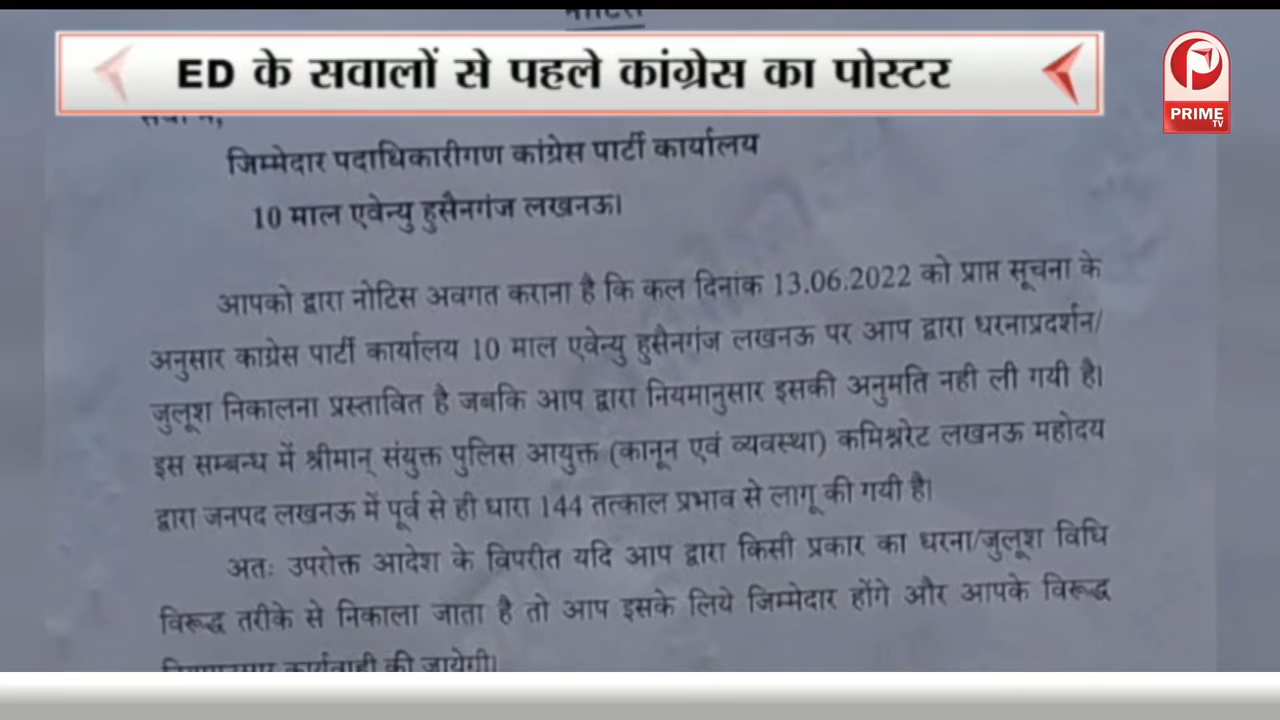 नोटिस
ED के सवालों से पहले कांग्रेस का पोस्टर
PRIME
TV
जिम्मेदार पदाधिकारीगण कांग्रेस पार्टी कार्यालय
10 माल एवेन्यु हुसैनगंज लखनऊ।
आपको द्वारा नोटिस अवगत कराना है कि कल दिनांक 13.06.2022 को प्राप्त सूचना के
अनुसार काग्रेस पार्टी कार्यालय 10 माल एवेन्यु हुसैनगंज लखनऊ पर आप द्वारा धरनाप्रदर्शन/
जुलूश निकालना प्रस्तावित है जबकि आप द्वारा नियमानुसार इसकी अनुमति नही ली गयी है।
इस सम्बन्ध में श्रीमान् संयुक्त पुलिस आयुक्त (कानून एवं व्यवस्था) कमिश्नरेट लखनऊ महोदय
द्वारा जनपद लखनऊ में पूर्व से ही धारा 144 तत्काल प्रभाव से लागू की गयी है।
अतः उपरोक्त आदेश के विपरीत यदि आप द्वारा किसी प्रकार का धरना/जुलूश विधि
विरूद्ध तरीके से निकाला जाता है तो आप इसके लिये जिम्मेदार होंगे और आपके विरूद्ध
कार्यवाही की जायेगी।